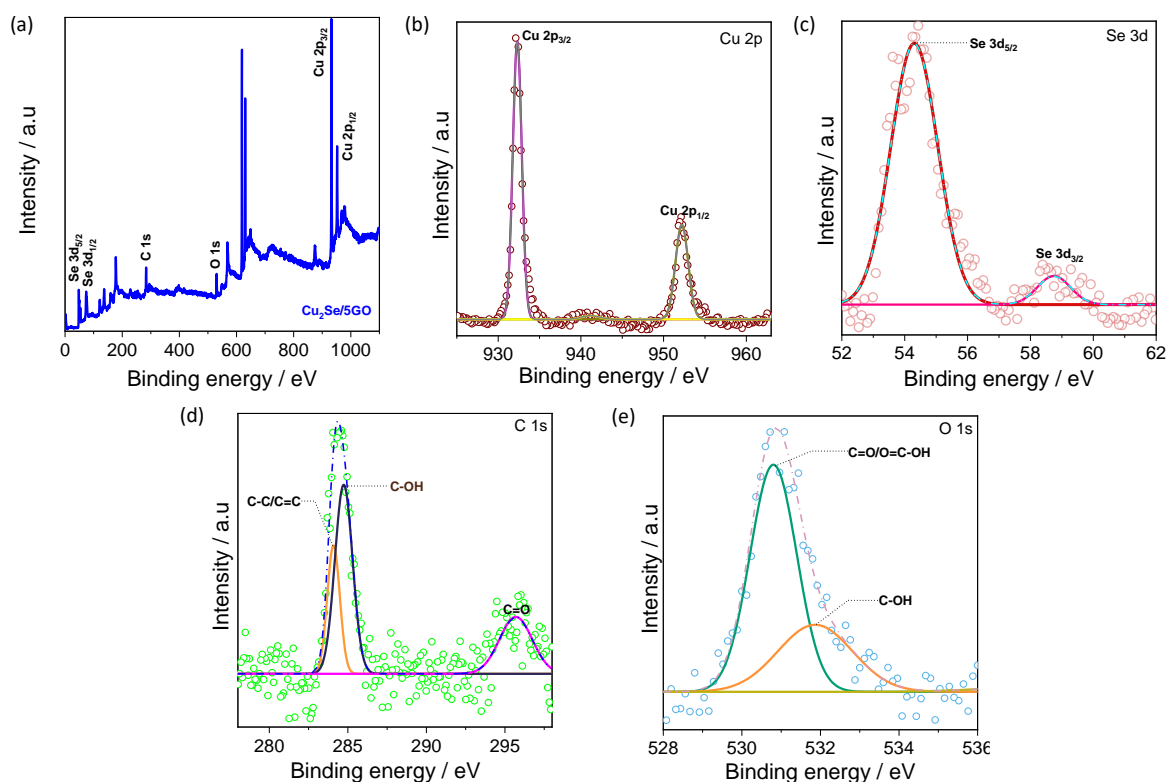 (a)
Intensity / a.u
Se 3d5/2
Se 3d1/2
C 1s
O 1s
Cu 2p3/2
Cu 2p1/2
Cu2Se/5GO
0 200 400 600 800 1000
Binding energy / eV
(b)
Intensity / a.u
Cu 2p3/2
Cu 2p
Cu 2p1/2
930 940 950 960
Binding energy / eV
(c)
Intensity / a.u
Se 3d5/2
Se 3d
Se 3d3/2
52 54 56 58 60 62
Binding energy / eV
(d)
Intensity / a.u
C 1s
C-OH
C-C/C=C
C=O
280 285 290 295
Binding energy / eV
(e)
Intensity / a.u
O 1s
C=O/O=C-OH
C-OH
528 530 532 534 536
Binding energy / eV